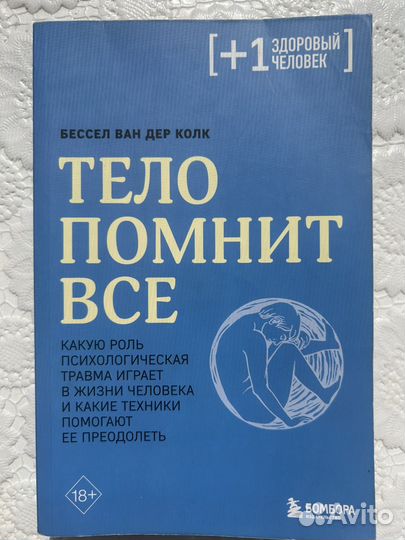 [+1 ЗДОРОВЫЙ
ЧЕЛОВЕК]
БЕССЕЛ ВАН ДЕР КОЛК
ТЕЛО
ПОМНИТ
ВСЕ
КАКУЮ РОЛЬ
ПСИХОЛОГИЧЕСКАЯ
ТРАВМА ИГРАЕТ
В ЖИЗНИ ЧЕЛОВЕКА
И КАКИЕ ТЕХНИКИ
ПОМОГАЮТ
ЕЕ ПРЕОДОЛЕТЬ
18+
БОМБОРА
ИЗДАТЕЛЬСТВО
Avito